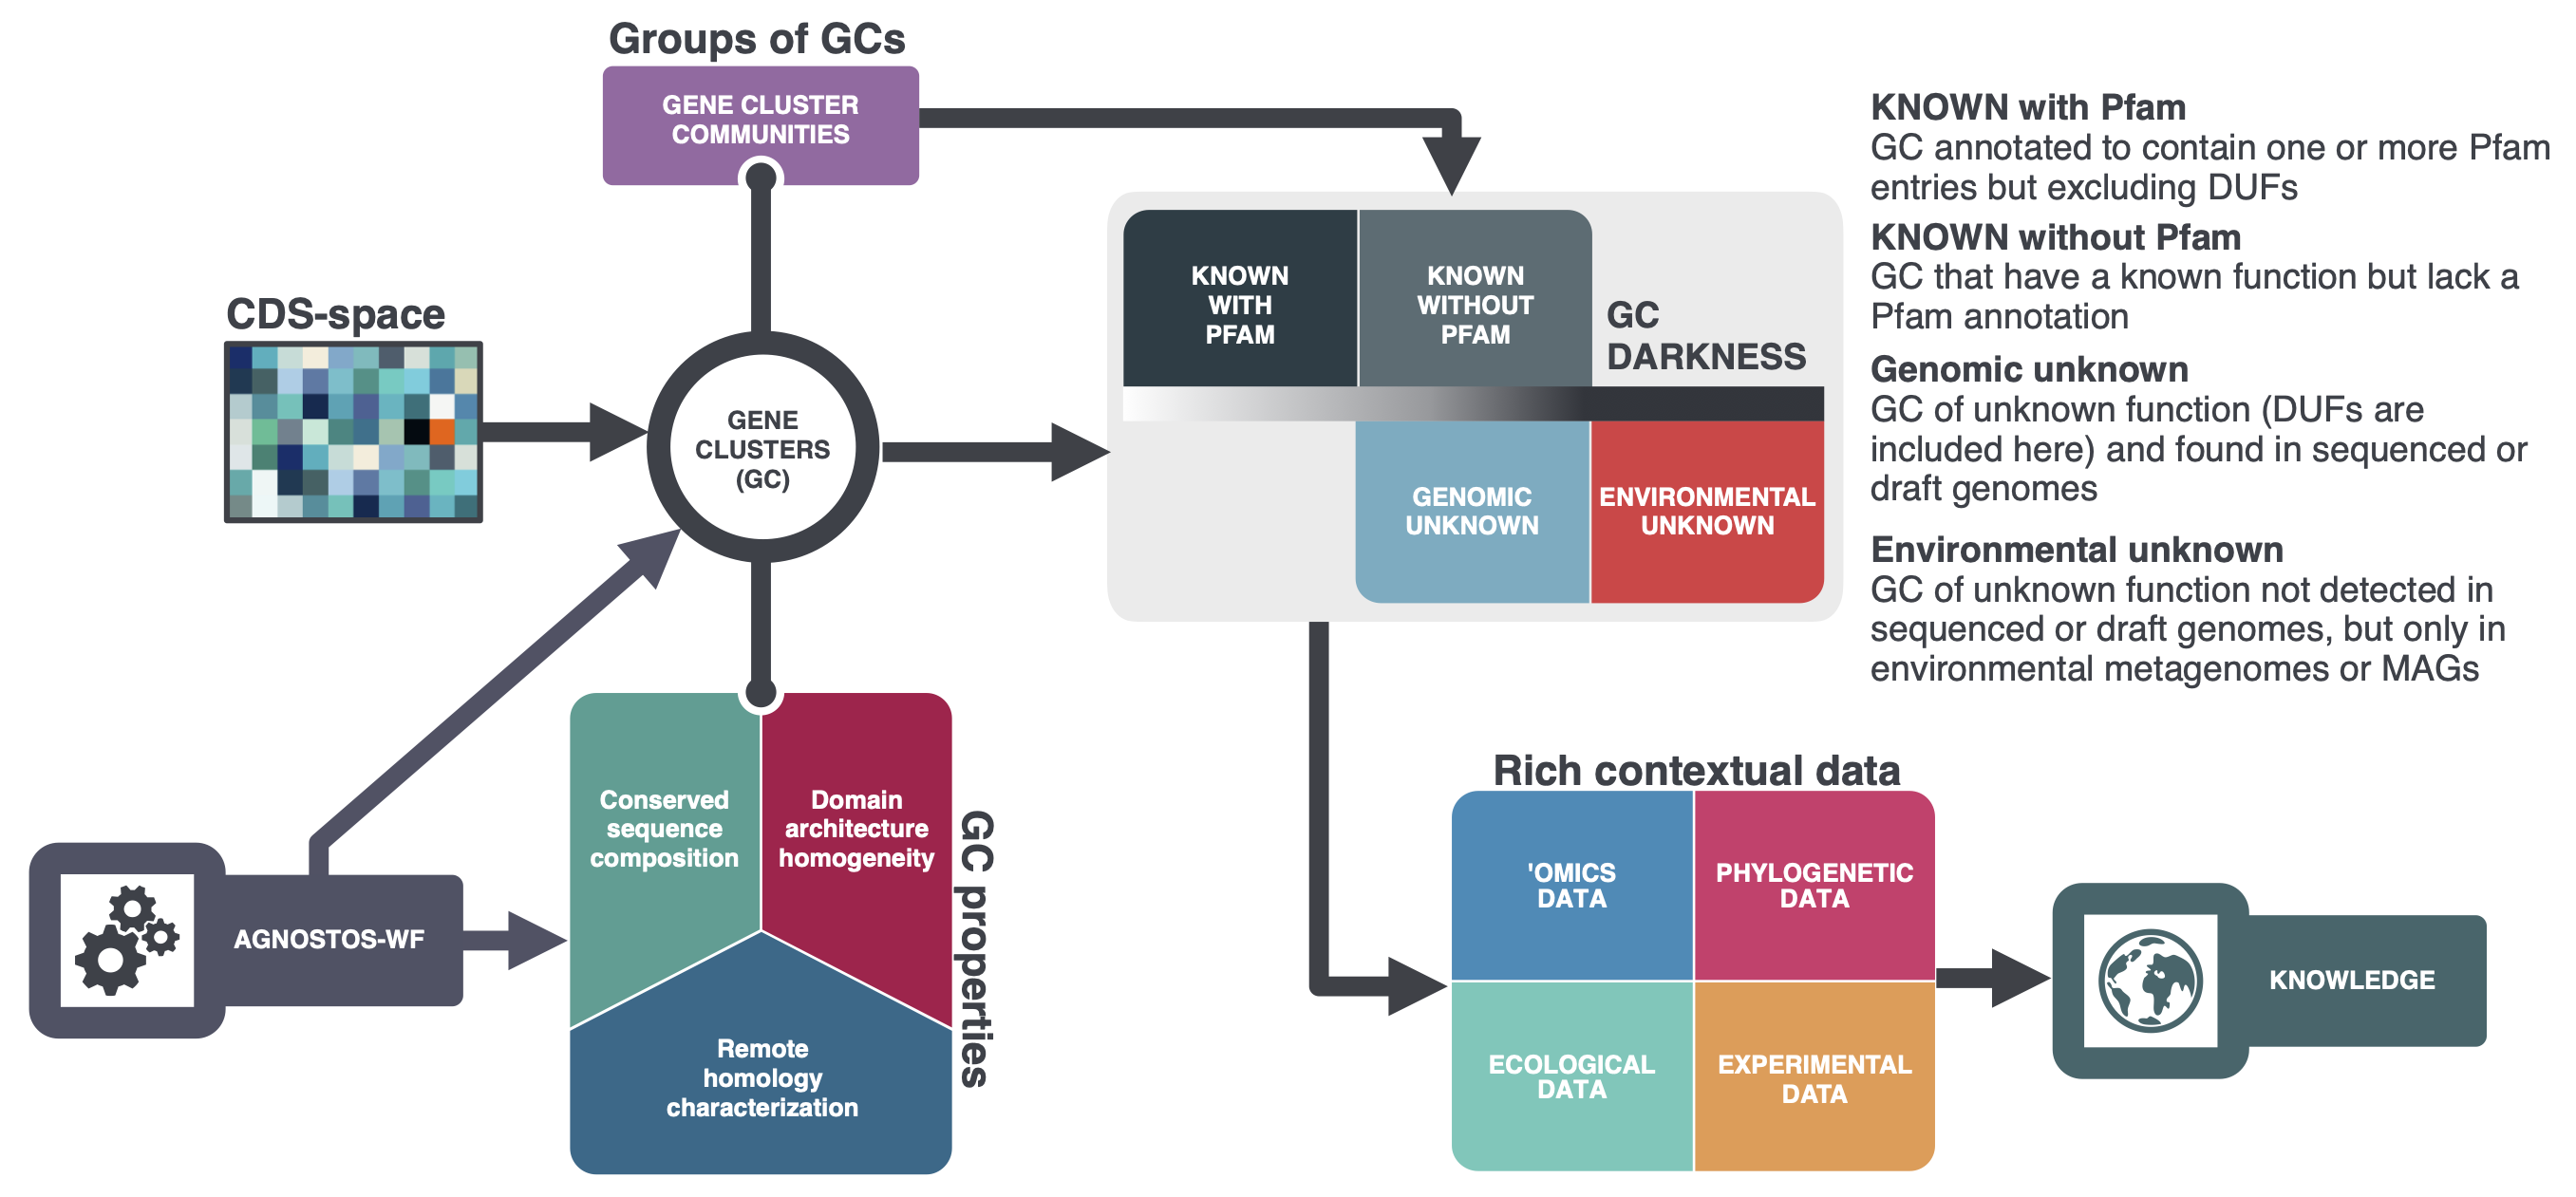 Groups of GCs
GENE CLUSTER
COMMUNITIES
CDS-space
GENE
CLUSTERS
(GC)
KNOWN
WITH
PFAM
KNOWN
WITHOUT
PFAM
GC
DARKNESS
GENOMIC
UNKNOWN
ENVIRONMENTAL
UNKNOWN
KNOWN with Pfam
GC annotated to contain one or more Pfam
entries but excluding DUFs
KNOWN without Pfam
GC that have a known function but lack a
Pfam annotation
Genomic unknown
GC of unknown function (DUFs are
included here) and found in sequenced or
draft genomes
Environmental unknown
GC of unknown function not detected in
sequenced or draft genomes, but only in
environmental metagenomes or MAGs
AGNOSTOS-WF
Conserved
sequence
composition
Domain
architecture
homogeneity
Remote
homology
characterization
GC properties
Rich contextual data
'OMICS
DATA
PHYLOGENETIC
DATA
ECOLOGICAL
DATA
EXPERIMENTAL
DATA
KNOWLEDGE